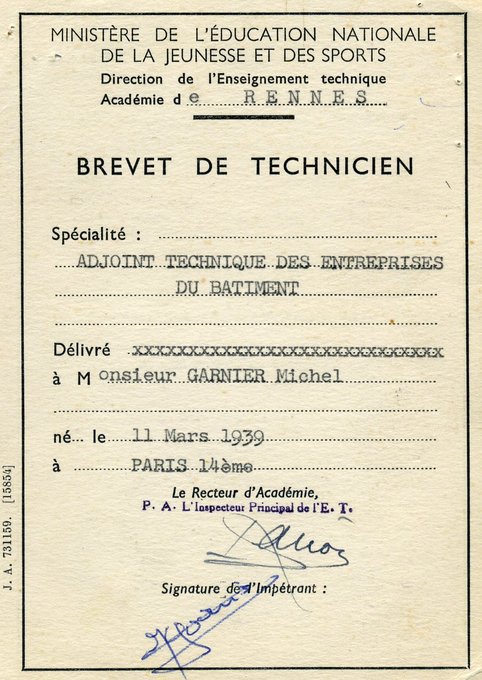 MINISTÈRE DE L'ÉDUCATION NATIONALE
DE LA JEUNESSE ET DES SPORTS
Direction de l'Enseignement technique
Académie de RENNES
BREVET DE TECHNICIEN
Spécialité :
ADJOINT TECHNIQUE DES ENTREPRISES
DU BATIMENT
Délivré xxxxxxxxxxxxxxxxxxxxxxxxxxxx
à Monsieur GARNIER Michel
né le 11 Mars 1939
à PARIS 14ème
Le Recteur d'Académie,
P. A. L'Inspecteur Principal de l'E. T.
Signature de l'Impétrant :
J. A. 731159. [15854]